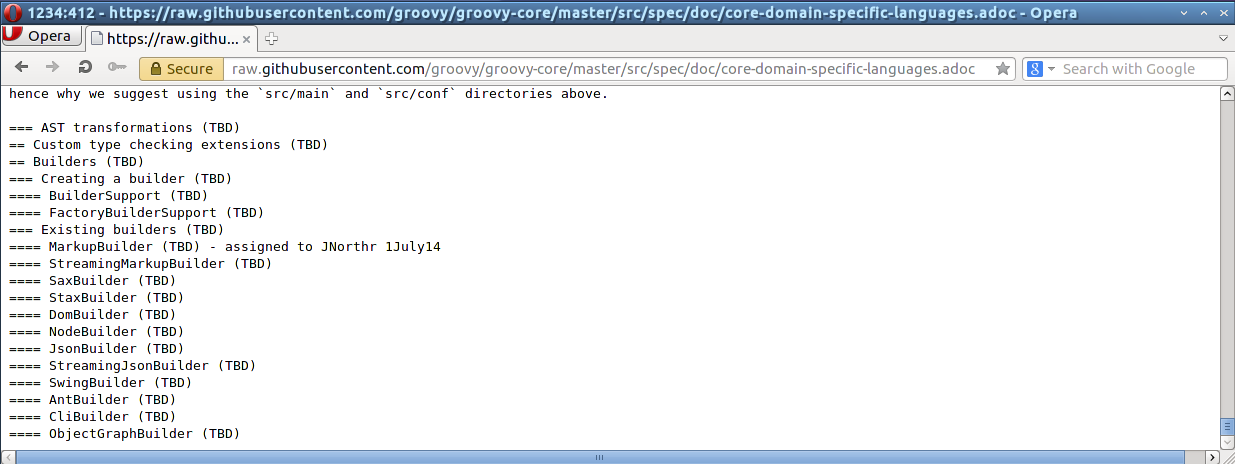 1234:412 - https://raw.githubusercontent.com/groovy/groovy-core/master/src/spec/doc/core-domain-specific-languages.adoc - Opera
Opera
https://raw.githu...
Secure
raw.githubusercontent.com/groovy/groovy-core/master/src/spec/doc/core-domain-specific-languages.adoc
8
Search with Google
hence why we suggest using the `src/main` and `src/conf` directories above.
=== AST transformations (TBD)
== Custom type checking extensions (TBD)
== Builders (TBD)
=== Creating a builder (TBD)
==== BuilderSupport (TBD)
==== FactoryBuilderSupport (TBD)
=== Existing builders (TBD)
==== MarkupBuilder (TBD) - assigned to JNorthr 1July14
==== StreamingMarkupBuilder (TBD)
==== SaxBuilder (TBD)
==== StaxBuilder (TBD)
==== DomBuilder (TBD)
==== NodeBuilder (TBD)
==== JsonBuilder (TBD)
==== StreamingJsonBuilder (TBD)
==== SwingBuilder (TBD)
==== AntBuilder (TBD)
==== CliBuilder (TBD)
==== ObjectGraphBuilder (TBD)